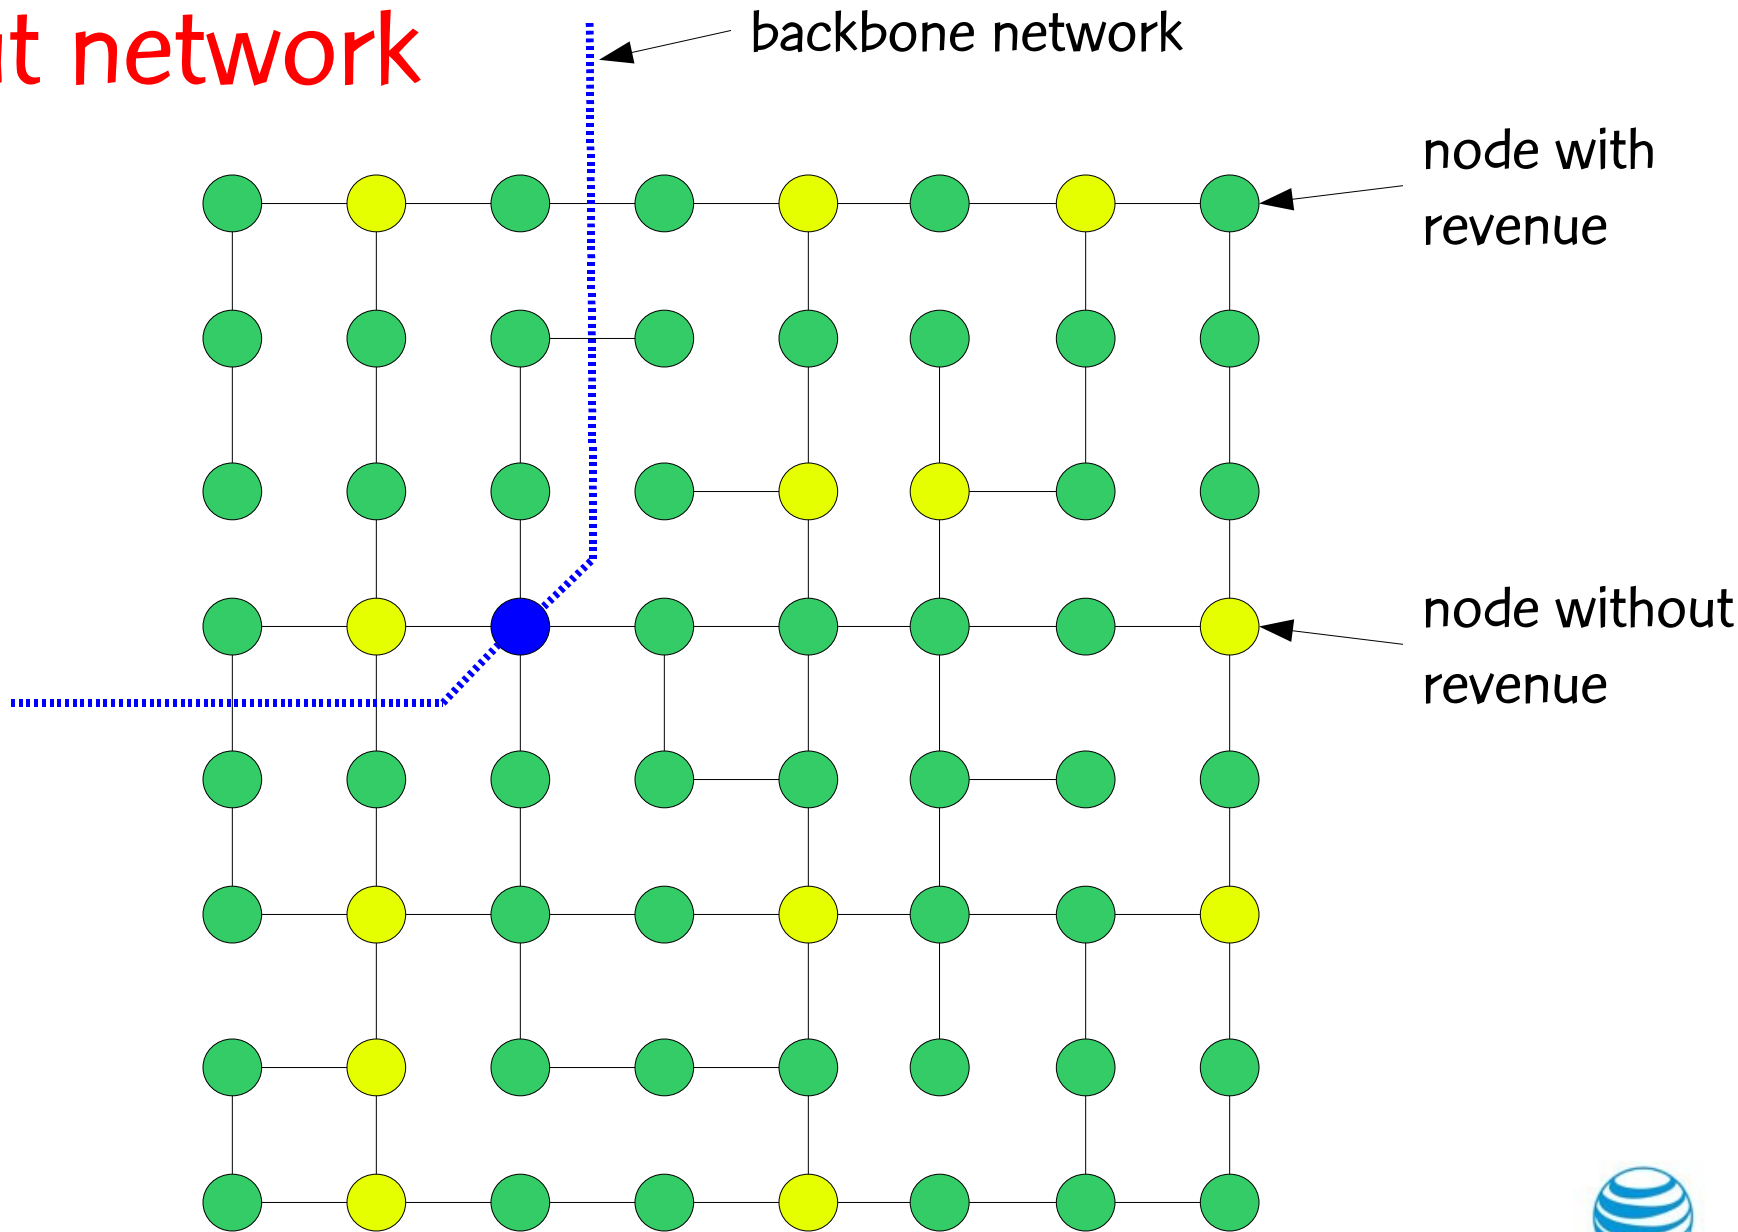 network
backbone network
node with
revenue
node without
revenue